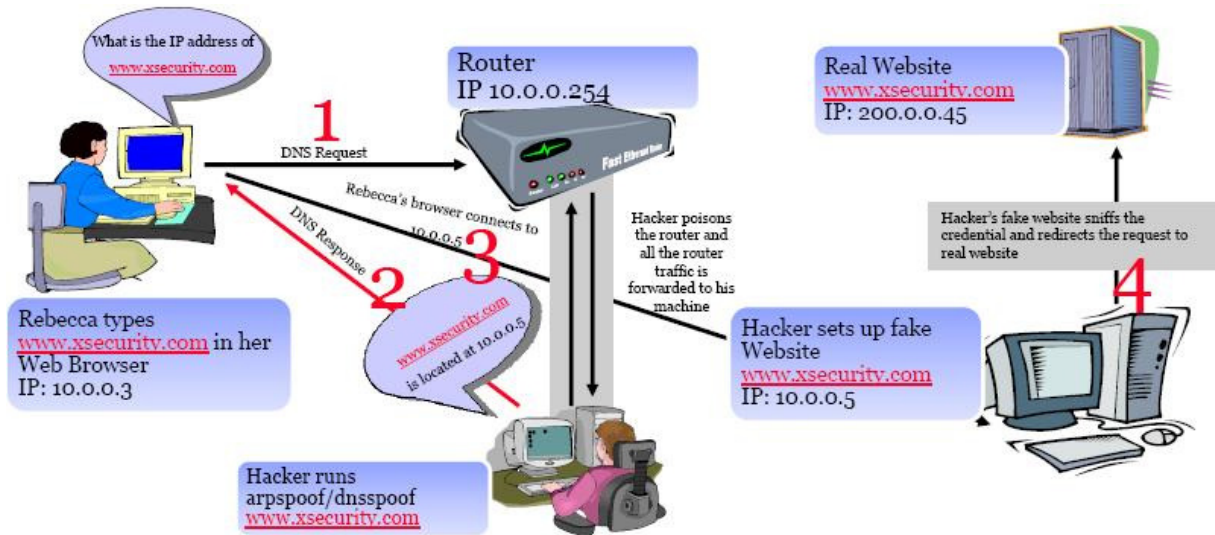 What is the IP address of
www.xsecurity.com
Router
IP 10.0.0.254
Real Website
www.xsecurity.com
IP: 200.0.0.45
1
DNS Request
Fast Ethernet Router
Rebecca's browser connects to
10.0.0.5
3
DNS Response
2
Hacker poisons
the router and
all the router
traffic is
forwarded to his
machine
Hacker's fake website sniffs the
credential and redirects the request to
real website
4
www.xsecurity.com
is located at 10.0.0.5
Rebecca types
www.xsecurity.com in her
Web Browser
IP: 10.0.0.3
Hacker sets up fake
Website
www.xsecurity.com
IP: 10.0.0.5
Hacker runs
arpspoof/dnsspoof
www.xsecurity.com